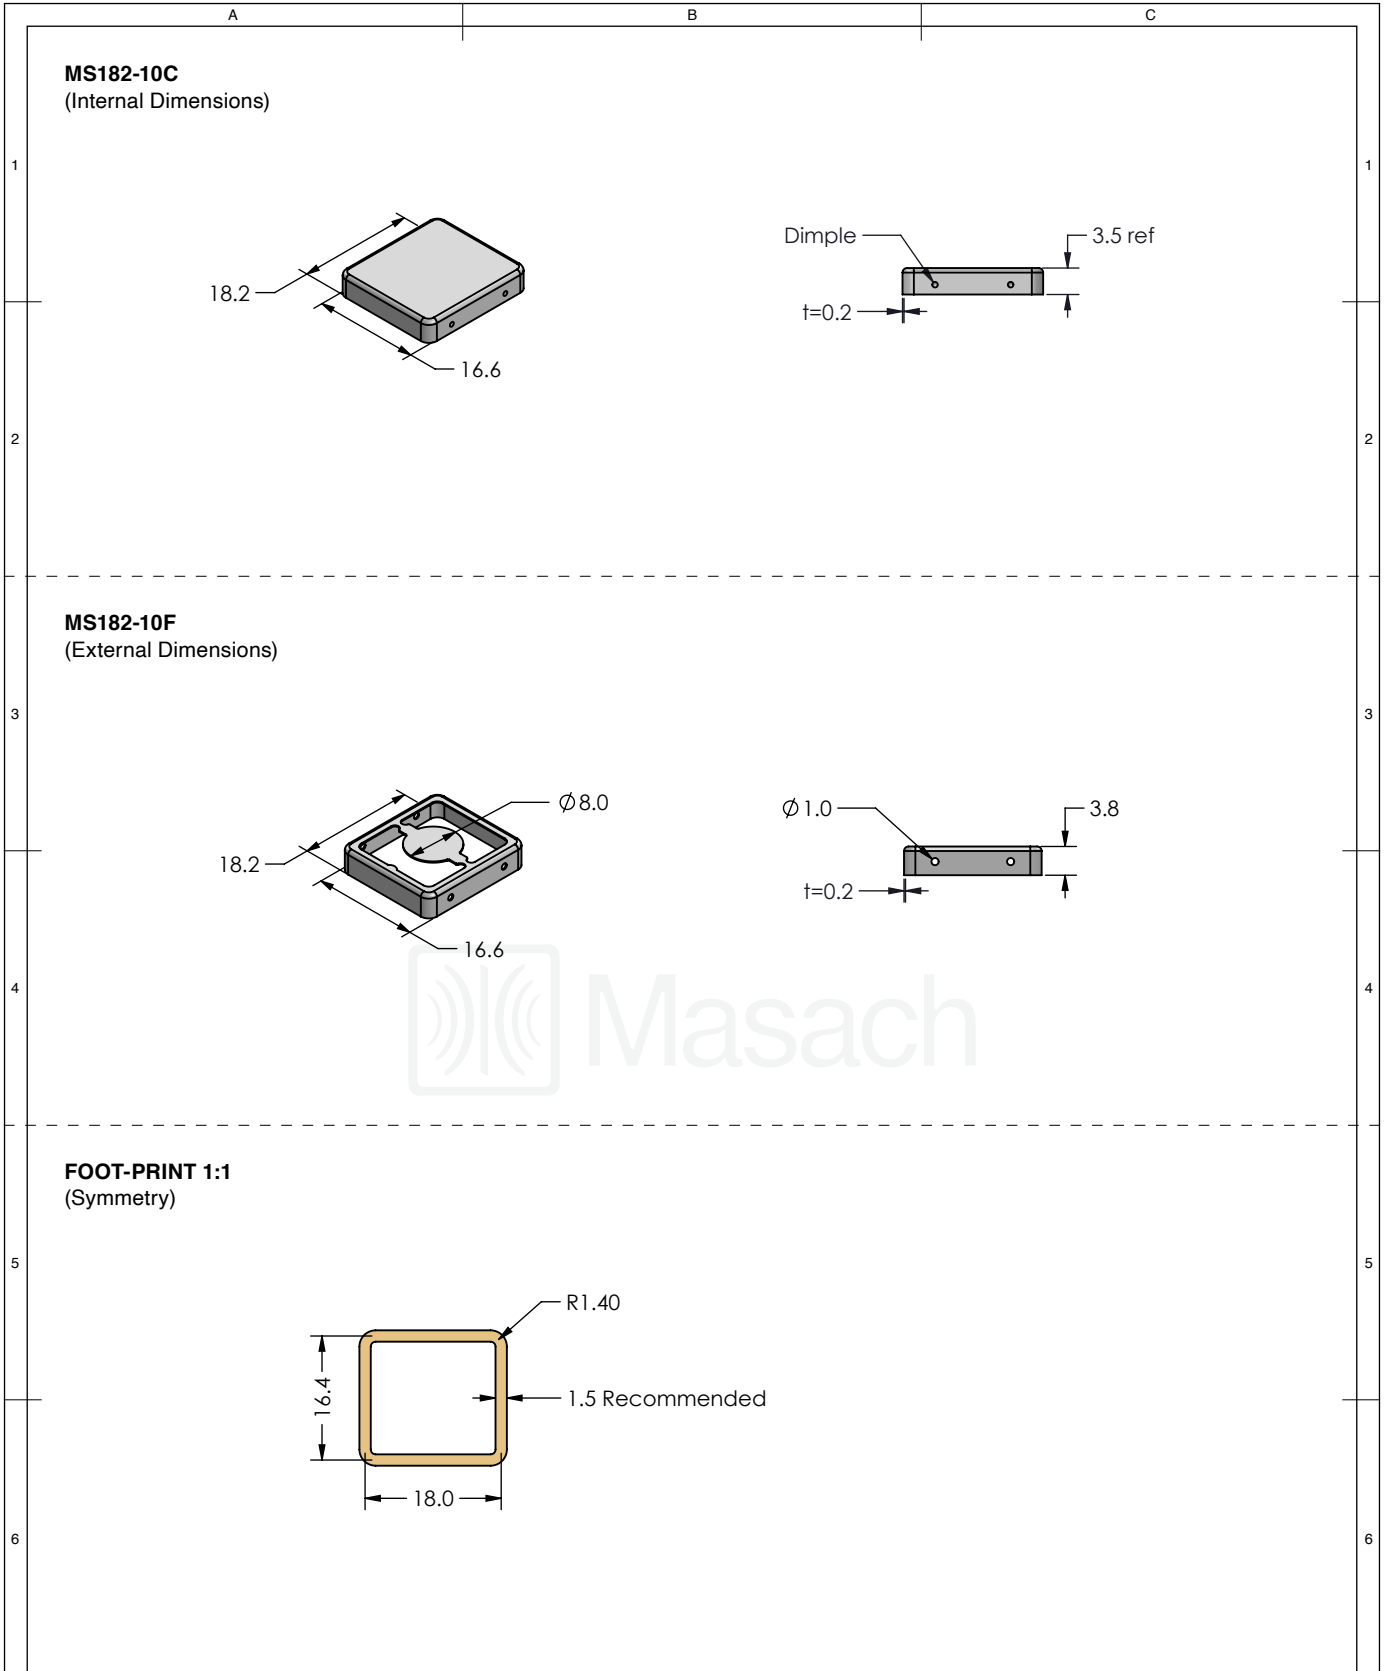 A B C
MS182-10C
(Internal Dimensions)
1 1
Dimple
3.5 ref
18.2
t=0.2
16.6
2 2
MS182-10F
(External Dimensions)
3 3
Ø8.0
Ø1.0
3.8
18.2
t=0.2
16.6
4 4
Masach
FOOT-PRINT 1:1
(Symmetry)
5 5
R1.40
16.4
1.5 Recommended
18.0
6 6